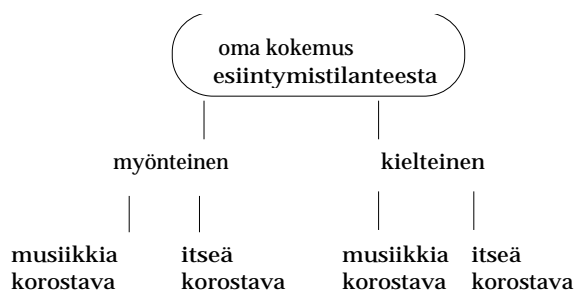 oma kokemus
esiintymistilanteesta
myönteinen kielteinen
musiikkia itseä musiikkia itseä
korostava korostava korostava korostava